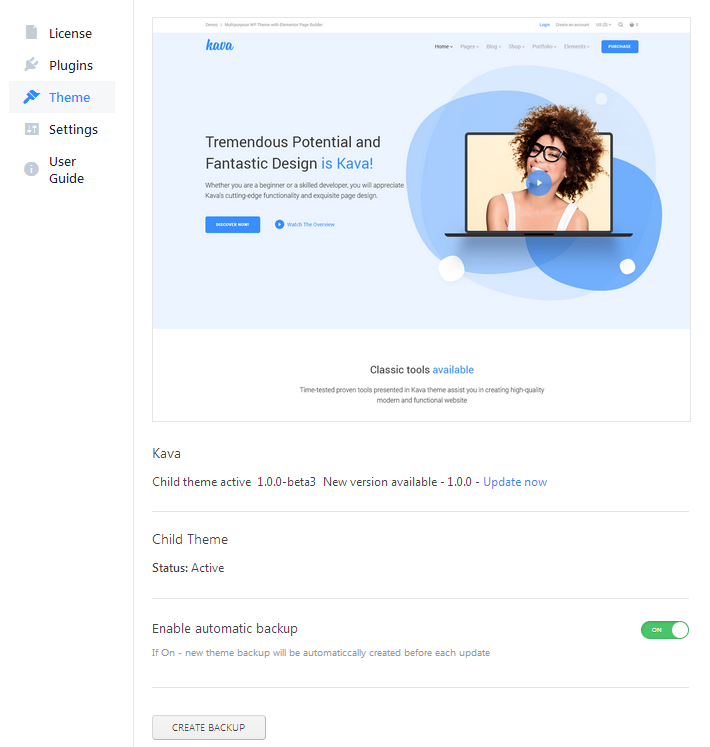 License
Plugins
Theme
Settings
User
Guide
Multipurpose WP Theme with Elementor Page Builder
Login Create an account US ($) 0
kava
Home Pages Blog Shop Portfolio Elements PURCHASE
Tremendous Potential and
Fantastic Design is Kava!
Whether you are a beginner or a skilled developer, you will appreciate
Kava's cutting-edge functionality and exquisite page design.
DISCOVER NOW! Watch The Overview
Classic tools available
Time-tested proven tools presented in Kava theme assist you in creating high-quality
modern and functional website
Kava
Child theme active 1.0.0-beta3 New version available - 1.0.0 - Update now
Child Theme
Status: Active
Enable automatic backup
ON
If On - new theme backup will be automaticcally created before each update
CREATE BACKUP